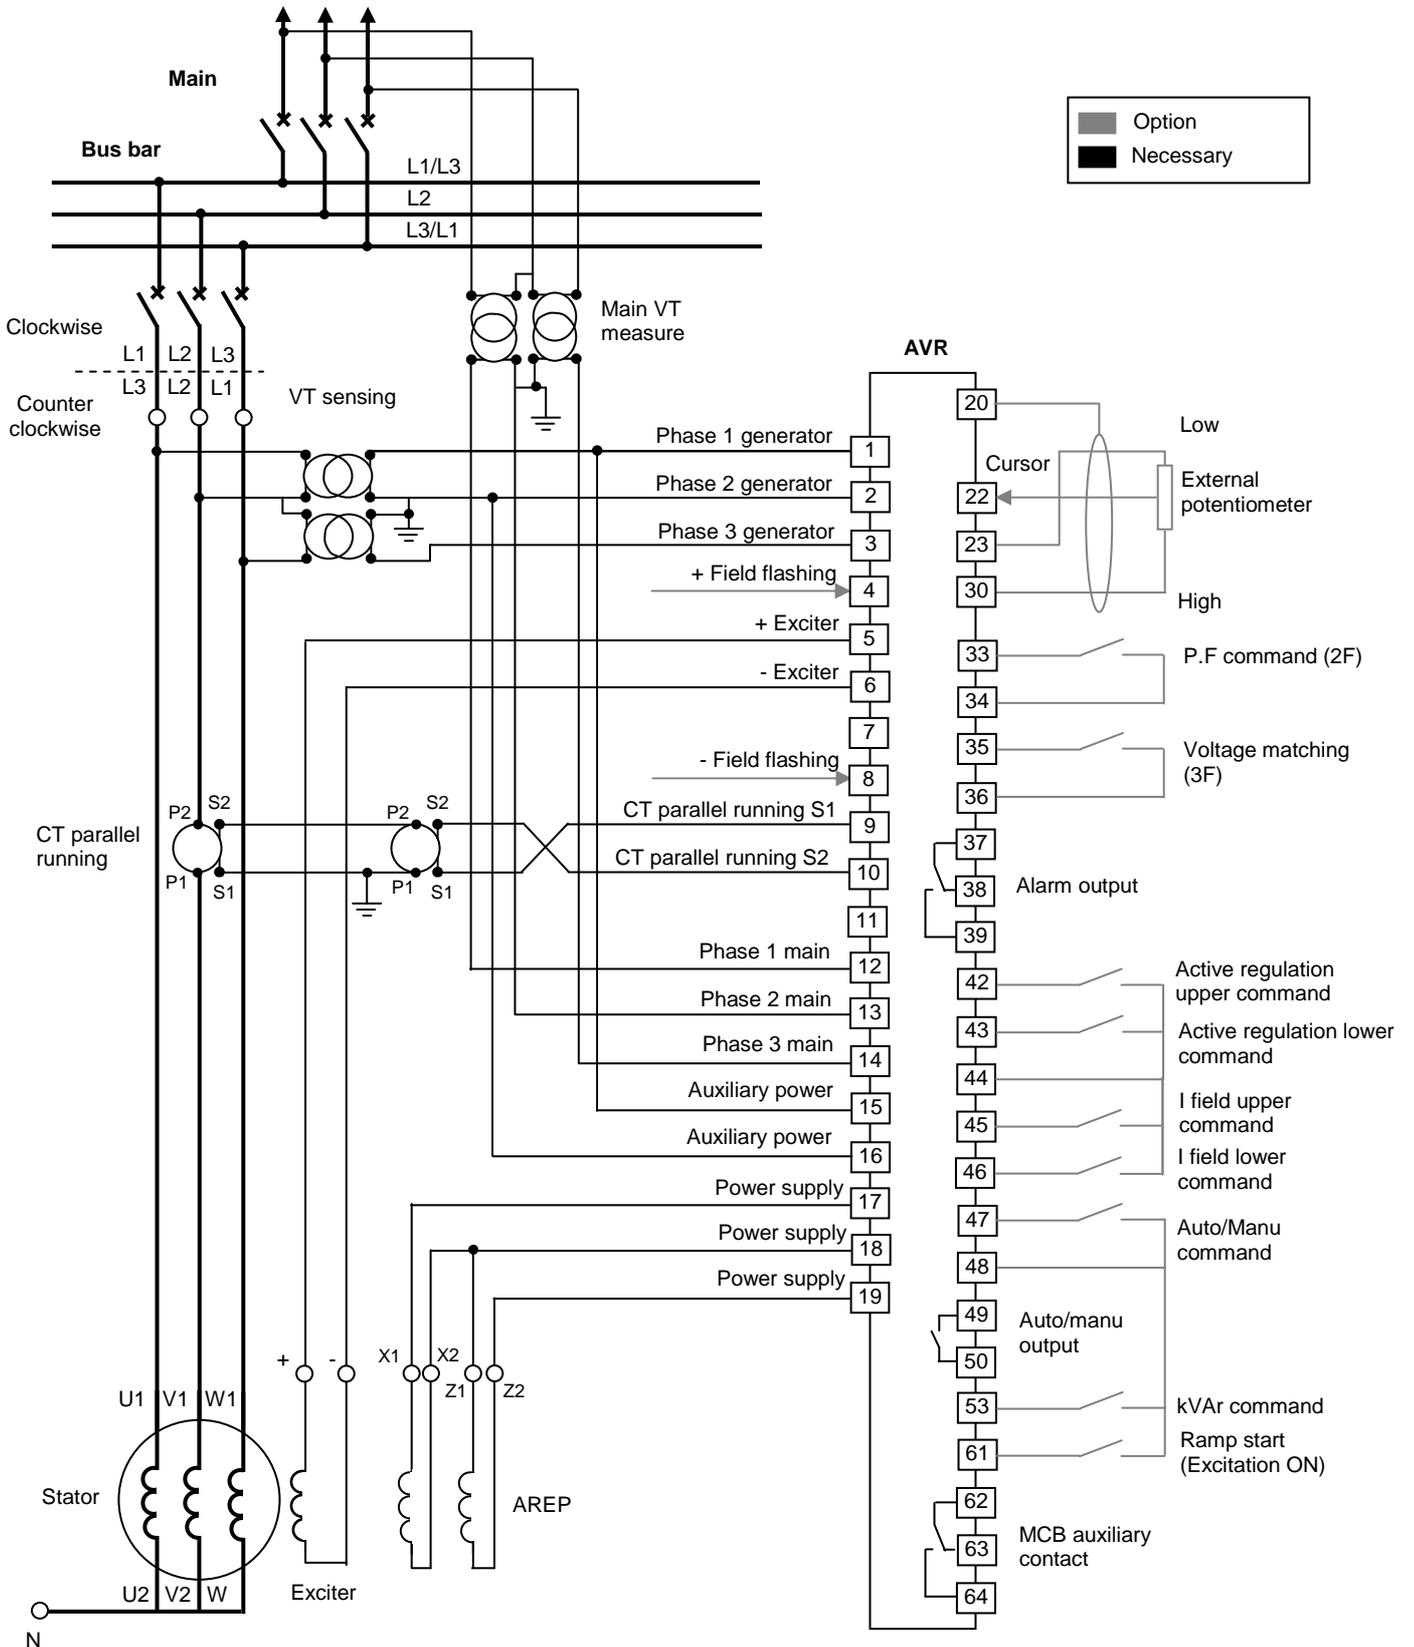 Main
Option
Necessary
Bus bar
L1/L3
L2
L3/L1
Clockwise
L1 L2 L3
L3 L2 L1
Counter
clockwise
Main VT
measure
VT sensing
AVR
Phase 1 generator
1
Phase 2 generator
2
Phase 3 generator
3
+ Field flashing
4
+ Exciter
5
- Exciter
6
7
- Field flashing
8
CT parallel running S1
9
CT parallel running S2
10
11
Phase 1 main
12
Phase 2 main
13
Phase 3 main
14
Auxiliary power
15
Auxiliary power
16
Power supply
17
Power supply
18
Power supply
19
CT parallel
running
P2 S2
P1 S1
P2 S2
P1 S1
20
Low
Cursor
22
External
potentiometer
23
30
High
33
P.F command (2F)
34
35
Voltage matching
(3F)
36
37
38
Alarm output
39
42
Active regulation
upper command
43
Active regulation lower
command
44
45
I field upper
command
46
I field lower
command
47
Auto/Manu
command
48
49
Auto/manu
output
50
53
kVAr command
61
Ramp start
(Excitation ON)
62
63
MCB auxiliary
contact
64
+ -
X1 X2
Z1 Z2
U1 V1 W1
Stator
AREP
Exciter
U2 V2 W
N